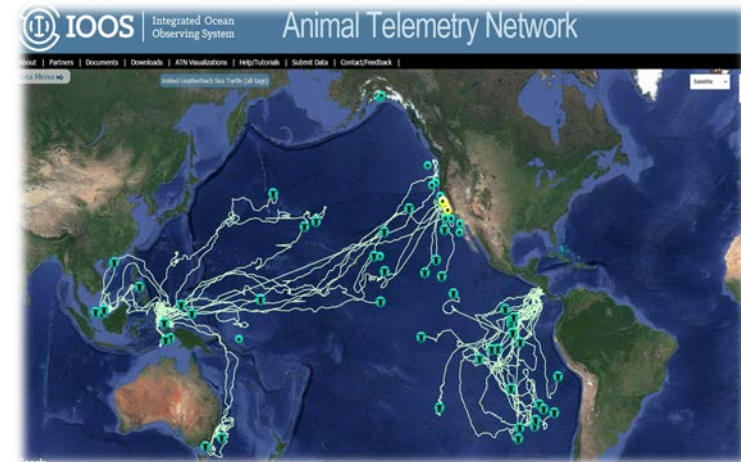 IOOS
Integrated Ocean
Observing System
Animal Telemetry Network
About | Partners | Documents | Downloads | ATN Visualizations | Help/Tutorials | Submit Data | Contact/Feedback |
Menu
Added Leatherback Sea Turtle (all tags)
Satellite